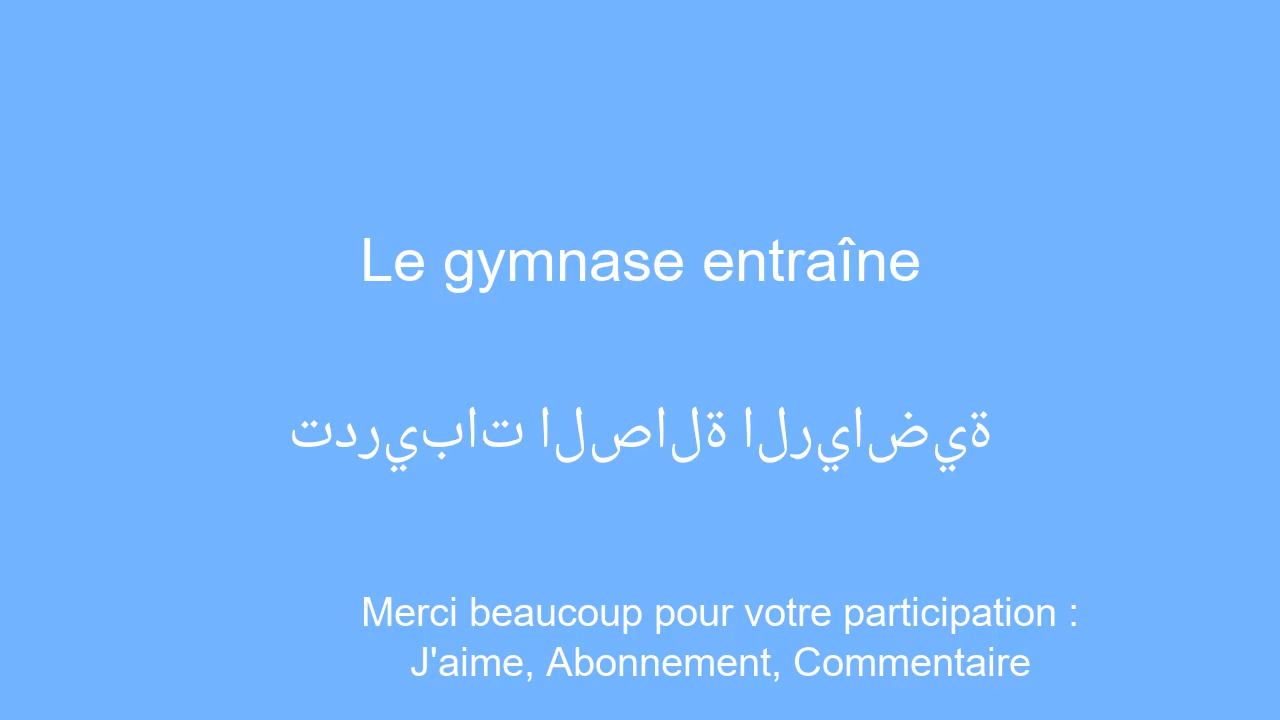 Le gymnase entraîne
تدريبات الصالة الرياضية
Merci beaucoup pour votre participation :
J'aime, Abonnement, Commentaire